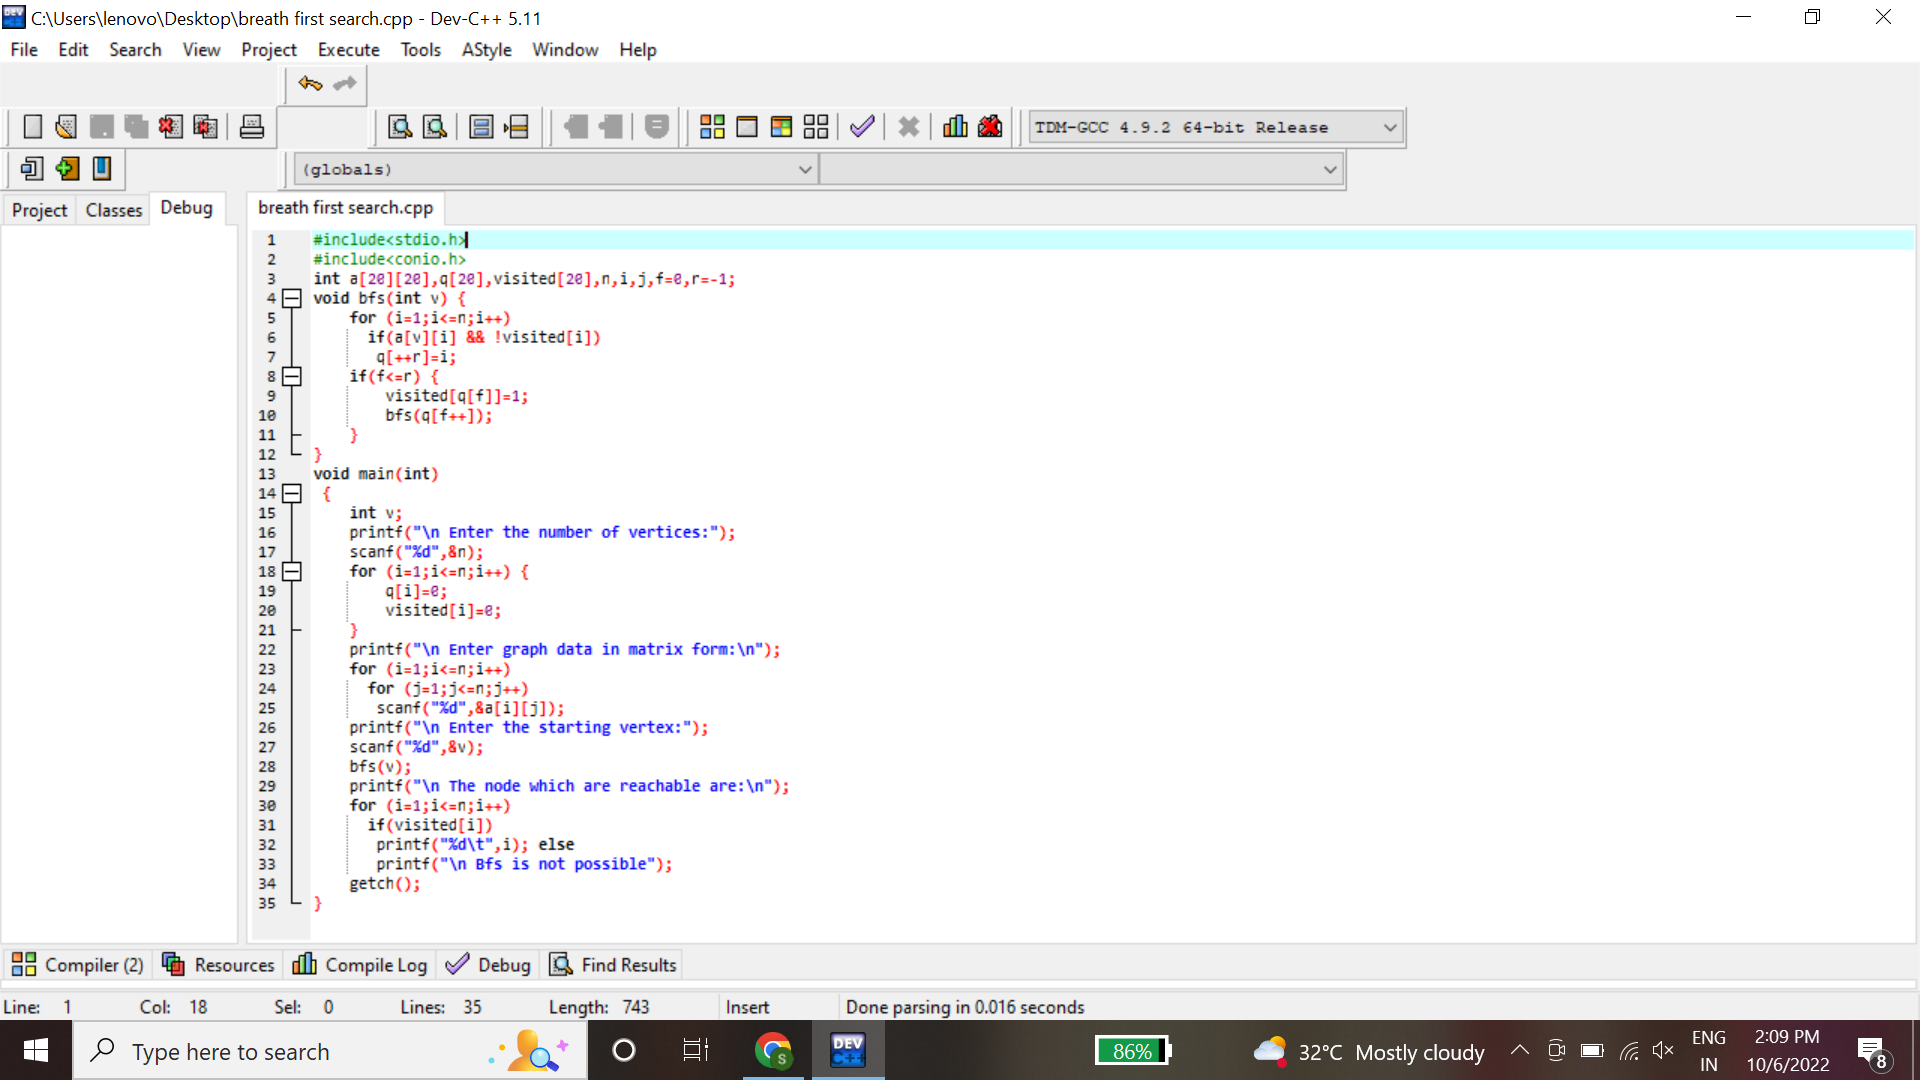 C:\Users\lenovo\Desktop\breath first search.cpp - Dev-C++ 5.11
File Edit Search View Project Execute Tools AStyle Window Help
TDM-GCC 4.9.2 64-bit Release
(globals)
Project Classes Debug breath first search.cpp
1 #include<stdio.h>
2 #include<conio.h>
3 int a[20][20],q[20],visited[20],n,i,j,f=0,r=-1;
4 void bfs(int v) {
5 for (i=1;i<=n;i++)
6 if(a[v][i] && !visited[i])
7 q[++r]=i;
8 if(f<=r) {
9 visited[q[f]]=1;
10 bfs(q[f++]);
11 }
12 }
13 void main(int)
14 {
15 int v;
16 printf("\n Enter the number of vertices:");
17 scanf("%d",&n);
18 for (i=1;i<=n;i++) {
19 q[i]=0;
20 visited[i]=0;
21 }
22 printf("\n Enter graph data in matrix form:\n");
23 for (i=1;i<=n;i++)
24 for (j=1;j<=n;j++)
25 scanf("%d",&a[i][j]);
26 printf("\n Enter the starting vertex:");
27 scanf("%d",&v);
28 bfs(v);
29 printf("\n The node which are reachable are:\n");
30 for (i=1;i<=n;i++)
31 if(visited[i])
32 printf("%d\t",i); else
33 printf("\n Bfs is not possible");
34 getch();
35 }
Compiler (2) Resources Compile Log Debug Find Results
Line: 1 Col: 18 Sel: 0 Lines: 35 Length: 743 Insert Done parsing in 0.016 seconds
Type here to search S DEV C++ 86% 32°C Mostly cloudy ENG IN 2:09 PM 10/6/2022 8